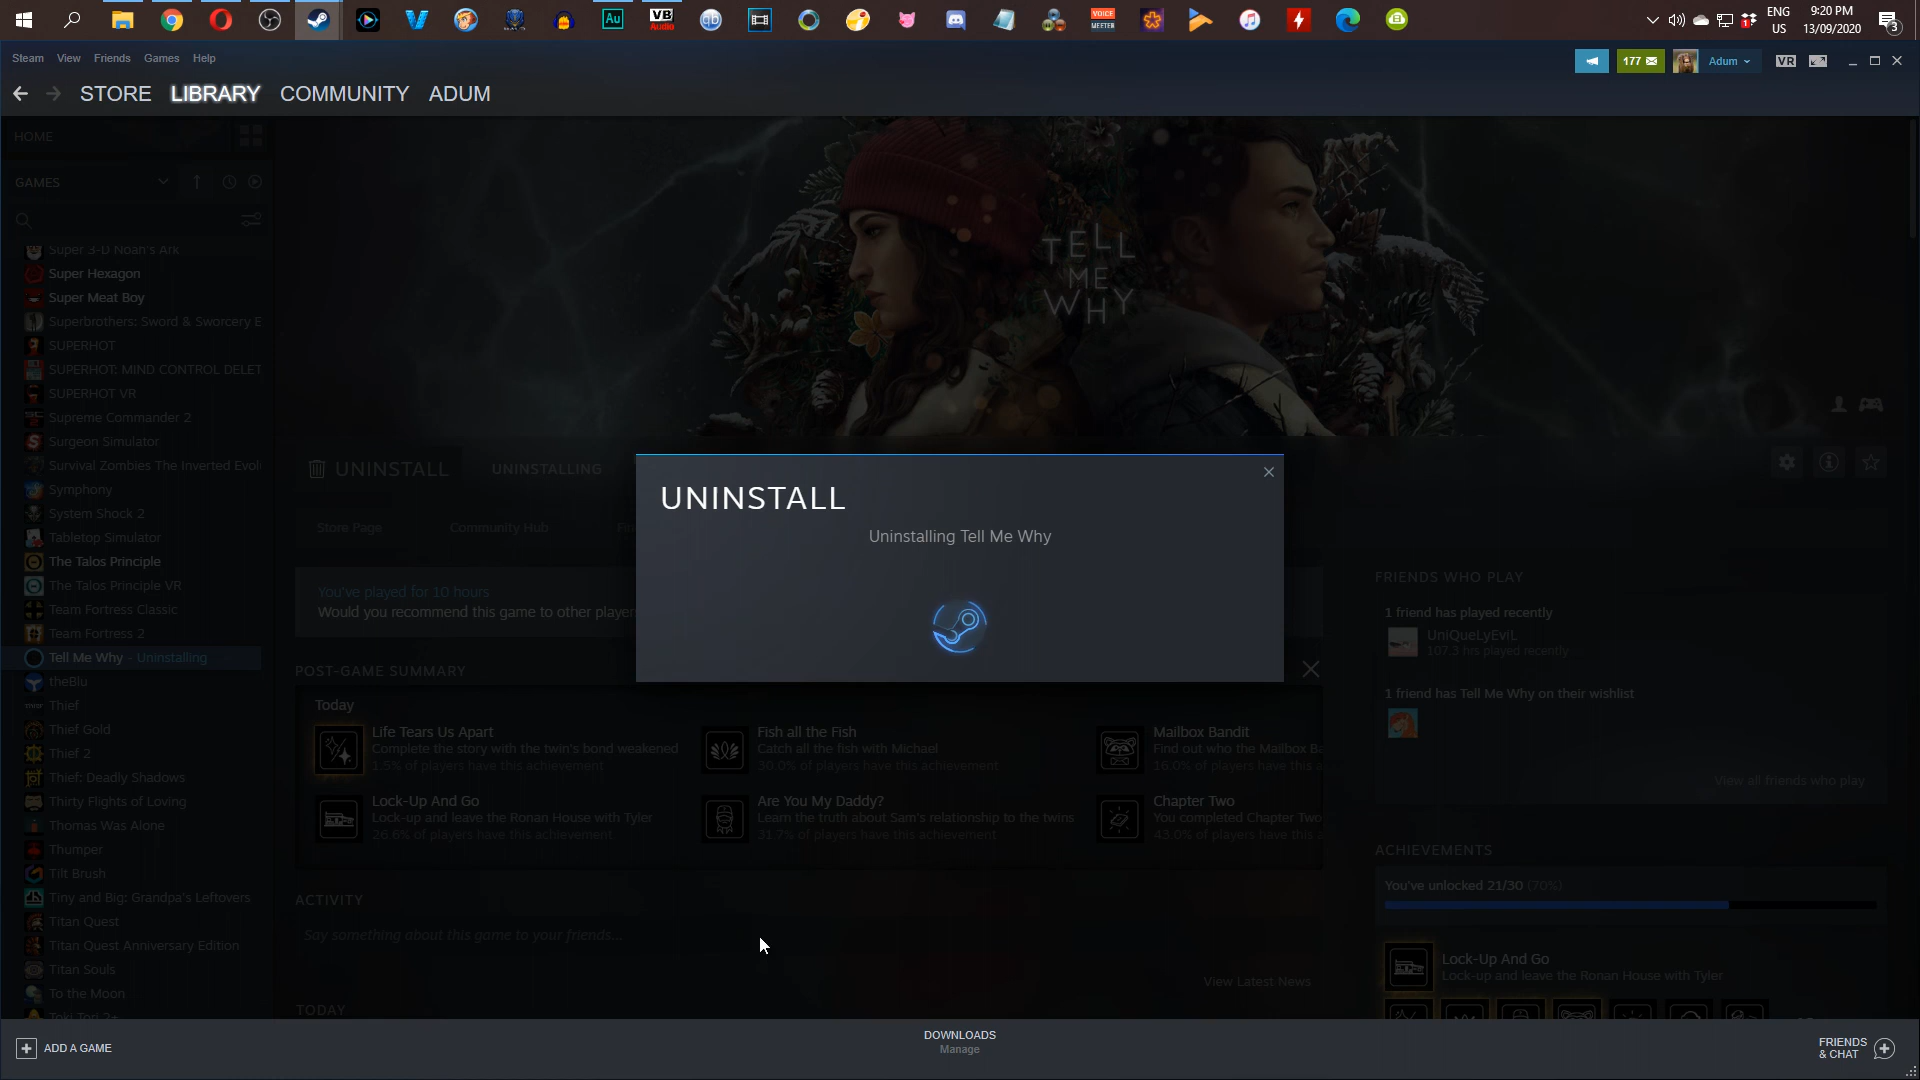 ENG
US
9:20 PM
13/09/2020
3
Au
VB
Audio
VOICE
MEETER
1
Steam View Friends Games Help
177
Adum
VR
STORE LIBRARY COMMUNITY ADUM
HOME
GAMES
Super 3-D Noah's Ark
Super Hexagon
Super Meat Boy
Superbrothers: Sword & Sworcery E
SUPERHOT
SUPERHOT: MIND CONTROL DELET
SUPERHOT VR
Supreme Commander 2
Surgeon Simulator
Survival Zombies The Inverted Evol
Symphony
System Shock 2
Tabletop Simulator
The Talos Principle
The Talos Principle VR
Team Fortress Classic
Team Fortress 2
Tell Me Why - Uninstalling
theBlu
Thief
Thief Gold
Thief 2
Thief: Deadly Shadows
Thirty Flights of Loving
Thomas Was Alone
Thumper
Tilt Brush
Tiny and Big: Grandpa's Leftovers
Titan Quest
Titan Quest Anniversary Edition
Titan Souls
To the Moon
Toki Tori 2+
TELL
ME
WHY
UNINSTALL UNINSTALLING
Store Page Community Hub
UNINSTALL
Uninstalling Tell Me Why
You've played for 10 hours
Would you recommend this game to other player
POST-GAME SUMMARY
Today
Life Tears Us Apart
Complete the story with the twin's bond weakened
1.5% of players have this achievement
Fish all the Fish
Catch all the fish with Michael
30.0% of players have this achievement
Mailbox Bandit
Find out who the Mailbox Ba
16.0% of players have this a
Lock-Up And Go
Lock-up and leave the Ronan House with Tyler
26.6% of players have this achievement
Are You My Daddy?
Learn the truth about Sam's relationship to the twins
31.7% of players have this achievement
Chapter Two
You completed Chapter Two
43.0% of players have this
ACTIVITY
Say something about this game to your friends...
View Latest News
TODAY
FRIENDS WHO PLAY
1 friend has played recently
UniQueLyEviL
107.3 hrs played recently
1 friend has Tell Me Why on their wishlist
View all friends who play
ACHIEVEMENTS
You've unlocked 21/30 (70%)
Lock-Up And Go
Lock-up and leave the Ronan House with Tyler
ADD A GAME
DOWNLOADS
Manage
FRIENDS
& CHAT